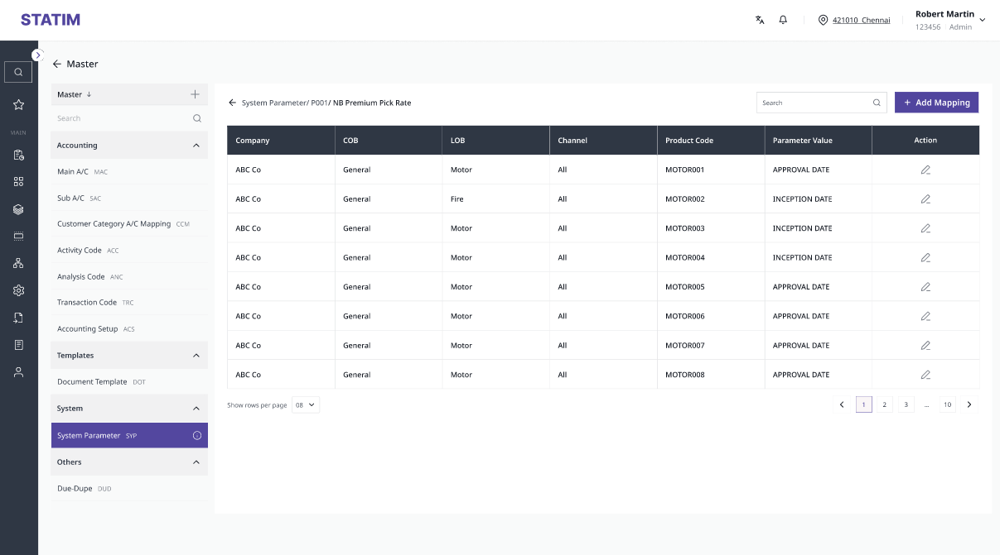 STATIM
421010 Chennai
Robert Martin
123456 Admin
Master
MAIN
Master ↓
Search
Accounting
Main A/C MAC
Sub A/C SAC
Customer Category A/C Mapping CCM
Activity Code ACC
Analysis Code ANC
Transaction Code TRC
Accounting Setup ACS
Templates
Document Template DOT
System
System Parameter SYP
Others
Due-Dupe DUD
System Parameter/ P001/ NB Premium Pick Rate
Search
+ Add Mapping
Company COB LOB Channel Product Code Parameter Value Action
ABC Co General Motor All MOTOR001 APPROVAL DATE
ABC Co General Fire All MOTOR002 INCEPTION DATE
ABC Co General Motor All MOTOR003 INCEPTION DATE
ABC Co General Motor All MOTOR004 INCEPTION DATE
ABC Co General Motor All MOTOR005 APPROVAL DATE
ABC Co General Motor All MOTOR006 APPROVAL DATE
ABC Co General Motor All MOTOR007 APPROVAL DATE
ABC Co General Motor All MOTOR008 APPROVAL DATE
Show rows per page 08
1 2 3 ... 10